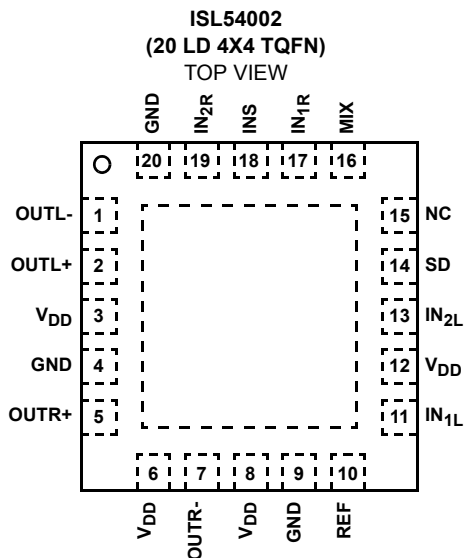 ISL54002
(20 LD 4X4 TQFN)
TOP VIEW
GND IN2R INS IN1R MIX
20 19 18 17 16
OUTL- 1 15 NC
OUTL+ 2 14 SD
VDD 3 13 IN2L
GND 4 12 VDD
OUTR+ 5 11 IN1L
6 7 8 9 10
VDD OUTR- VDD GND REF